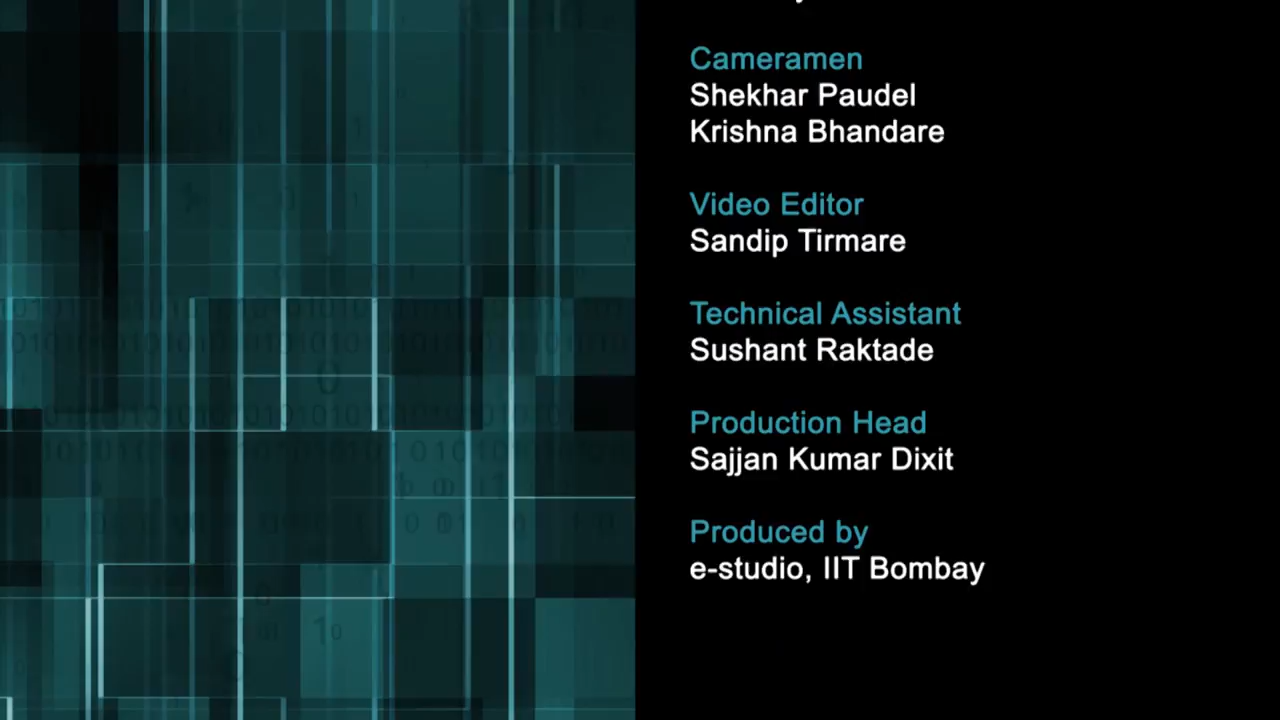 Cameramen
Shekhar Paudel
Krishna Bhandare
Video Editor
Sandip Tirmare
Technical Assistant
Sushant Raktade
Production Head
Sajjan Kumar Dixit
Produced by
e-studio, IIT Bombay